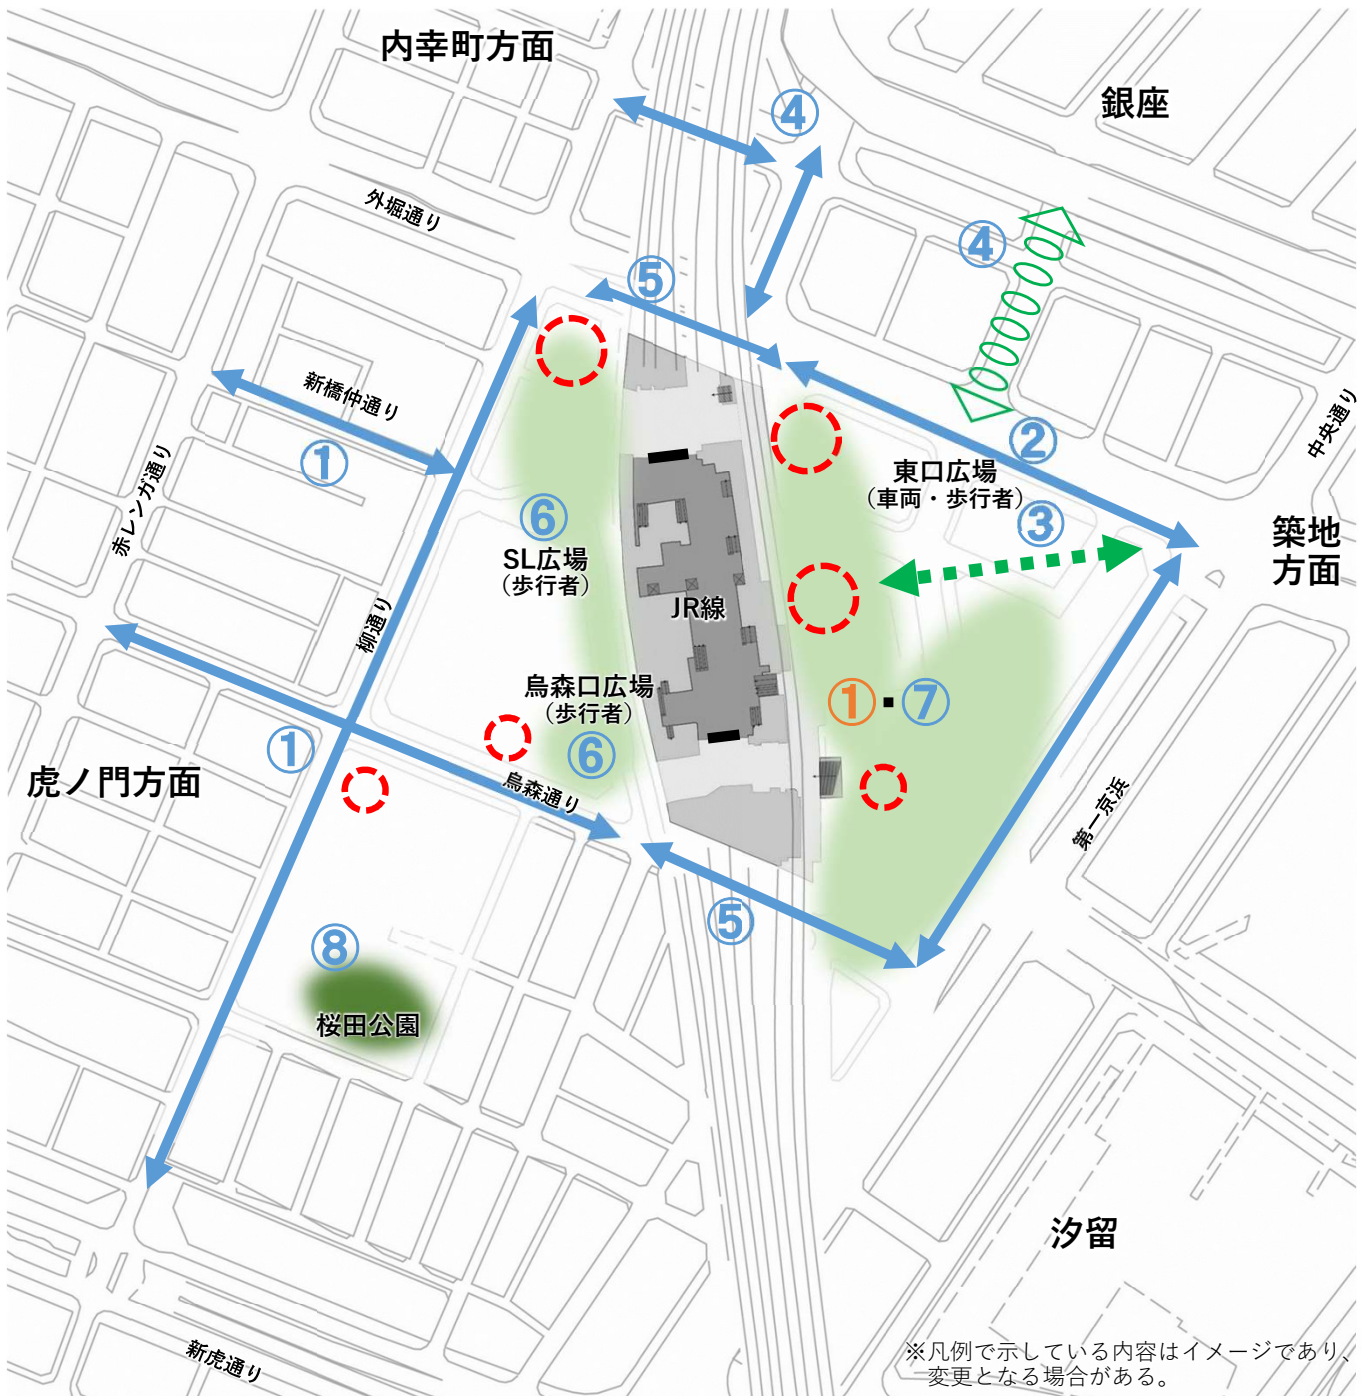 内幸町方面
④
銀座
外堀通り
④
⑤
新橋仲通り
①
②
中央通り
赤レンガ通り
東口広場
（車両・歩行者）
③
⑥
SL広場
（歩行者）
築地
方面
JR線
柳通り
烏森口広場
（歩行者）
①・⑦
⑥
①
虎ノ門方面
烏森通り
第一京浜
⑤
⑧
桜田公園
汐留
新虎通り
※凡例で示している内容はイメージであり、
変更となる場合がある。